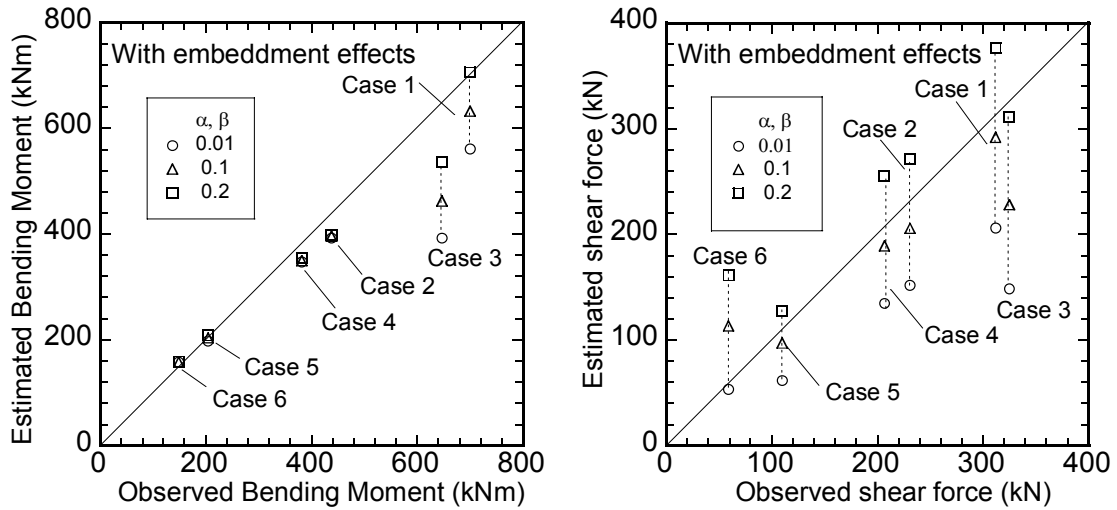 800
600
400
200
0
Estimated Bending Moment (kNm)
With embeddment effects
α, β
0.01
0.1
0.2
Case 1
Case 3
Case 2
Case 4
Case 5
Case 6
0 200 400 600 800
Observed Bending Moment (kNm)
400
300
200
100
0
Estimated shear force (kN)
With embeddment effects
α, β
0.01
0.1
0.2
Case 1
Case 2
Case 6
Case 3
Case 4
Case 5
0 100 200 300 400
Observed shear force (kN)